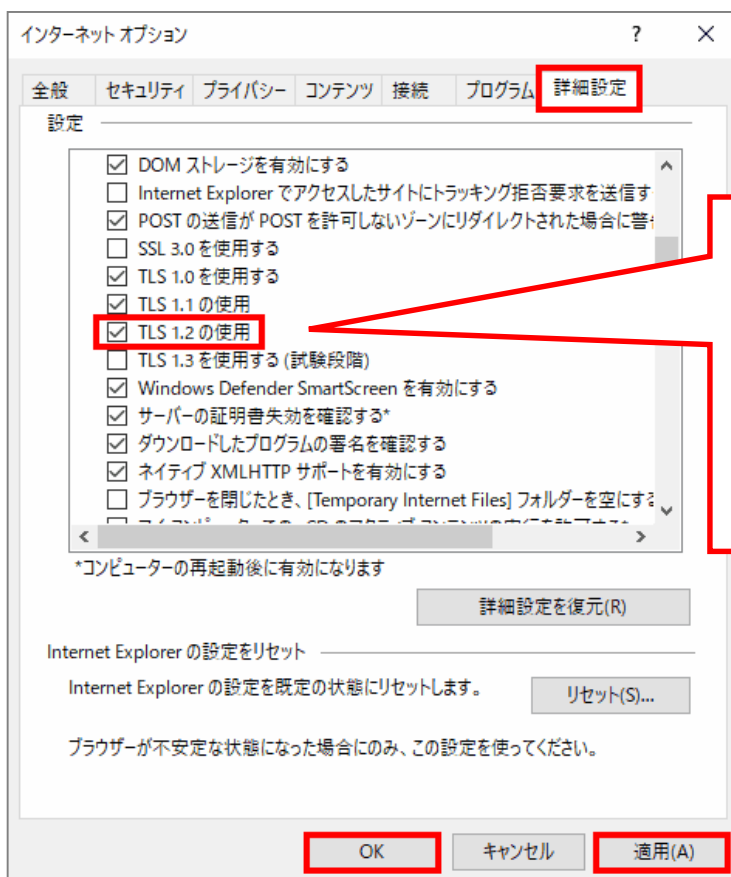 インターネット オプション ? ×
全般 セキュリティ プライバシー コンテンツ 接続 プログラム 詳細設定
設定
DOM ストレージを有効にする
Internet Explorer でアクセスしたサイトにトラッキング拒否要求を送信す
POST の送信が POST を許可しないゾーンにリダイレクトされた場合に警
SSL 3.0 を使用する
TLS 1.0 を使用する
TLS 1.1 の使用
TLS 1.2 の使用
TLS 1.3 を使用する (試験段階)
Windows Defender SmartScreen を有効にする
サーバーの証明書失効を確認する*
ダウンロードしたプログラムの署名を確認する
ネイティブ XMLHTTP サポートを有効にする
ブラウザーを閉じたとき、[Temporary Internet Files] フォルダーを空にする
*コンピューターの再起動後に有効になります
詳細設定を復元(R)
Internet Explorer の設定をリセット
Internet Explorer の設定を既定の状態にリセットします。
リセット(S)...
ブラウザーが不安定な状態になった場合にのみ、この設定を使ってください。
OK キャンセル 適用(A)